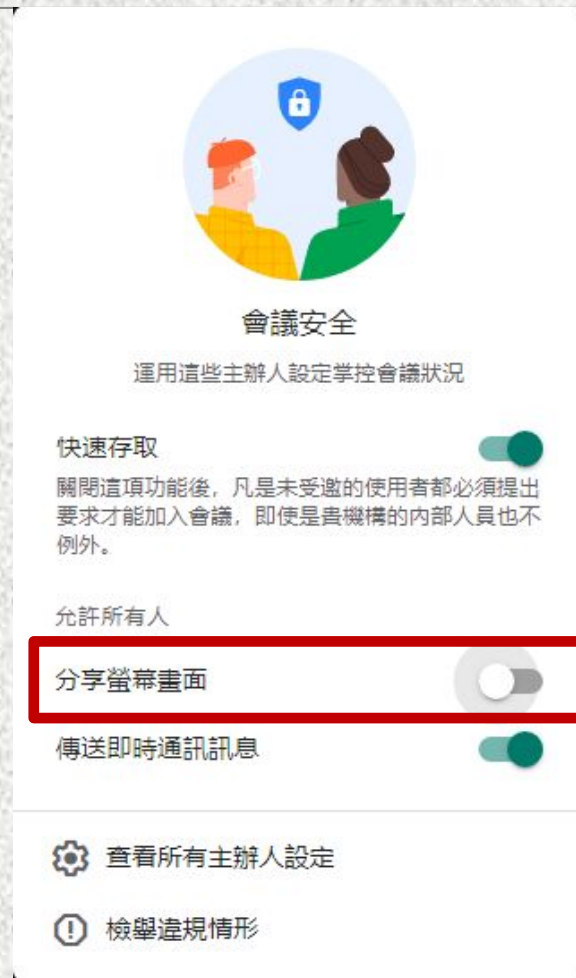 會議安全
運用這些主辦人設定掌控會議狀況
快速存取
關閉這項功能後，凡是未受邀的使用者都必須提出
要求才能加入會議，即使是貴機構的內部人員也不
例外。
允許所有人
分享螢幕畫面
傳送即時通訊訊息
查看所有主辦人設定
檢舉違規情形